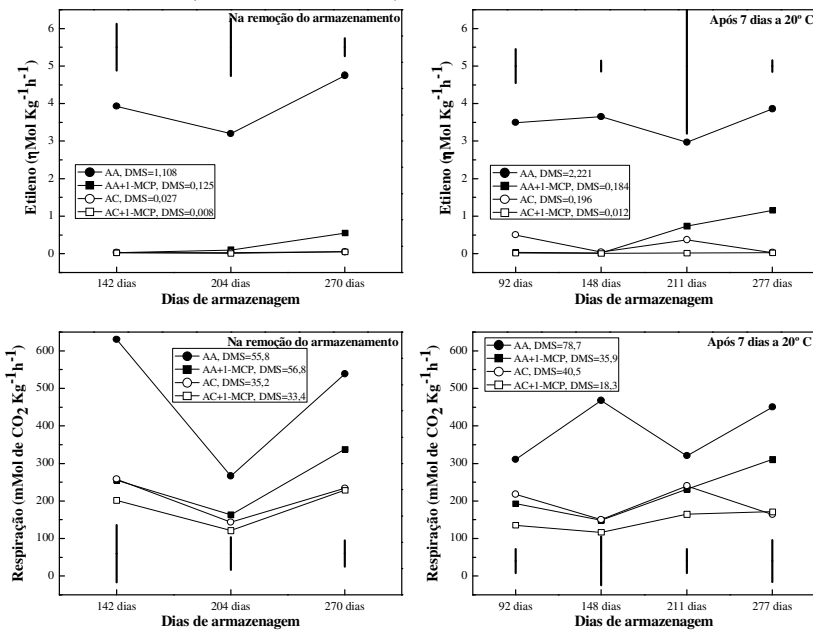 Na remoção do armazenamento
6
5
4
3
2
1
0
Etileno (ηMol Kg⁻¹h⁻¹)
AA, DMS=1,108
AA+1-MCP, DMS=0,125
AC, DMS=0,027
AC+1-MCP, DMS=0,008
142 dias 204 dias 270 dias
Dias de armazenagem
Após 7 dias a 20º C
6
5
4
3
2
1
0
Etileno (ηMol Kg⁻¹h⁻¹)
AA, DMS=2,221
AA+1-MCP, DMS=0,184
AC, DMS=0,196
AC+1-MCP, DMS=0,012
92 dias 148 dias 211 dias 277 dias
Dias de armazenagem
Na remoção do armazenamento
600
500
400
300
200
100
0
Respiração (mMol de CO₂ Kg⁻¹h⁻¹)
AA, DMS=55,8
AA+1-MCP, DMS=56,8
AC, DMS=35,2
AC+1-MCP, DMS=33,4
142 dias 204 dias 270 dias
Dias de armazenagem
Após 7 dias a 20º C
600
500
400
300
200
100
0
Respiração (mMol de CO₂ Kg⁻¹h⁻¹)
AA, DMS=78,7
AA+1-MCP, DMS=35,9
AC, DMS=40,5
AC+1-MCP, DMS=18,3
92 dias 148 dias 211 dias 277 dias
Dias de armazenagem